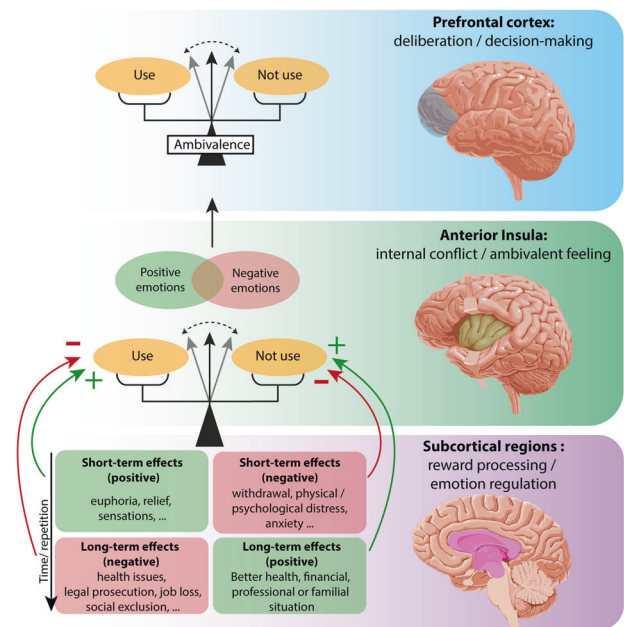 Prefrontal cortex:
deliberation / decision-making
Use
Not use
Ambivalence
Anterior Insula:
internal conflict / ambivalent feeling
Positive
emotions
Negative
emotions
−
+
Use
Not use
+
−
Subcortical regions :
reward processing /
emotion regulation
Time/ repetition
Short-term effects
(positive)
euphoria, relief,
sensations, ...
Short-term effects
(negative)
withdrawal, physical /
psychological distress,
anxiety ...
Long-term effects
(negative)
health issues,
legal prosecution, job loss,
social exclusion, ...
Long-term effects
(positive)
Better health, financial,
professional or familial
situation